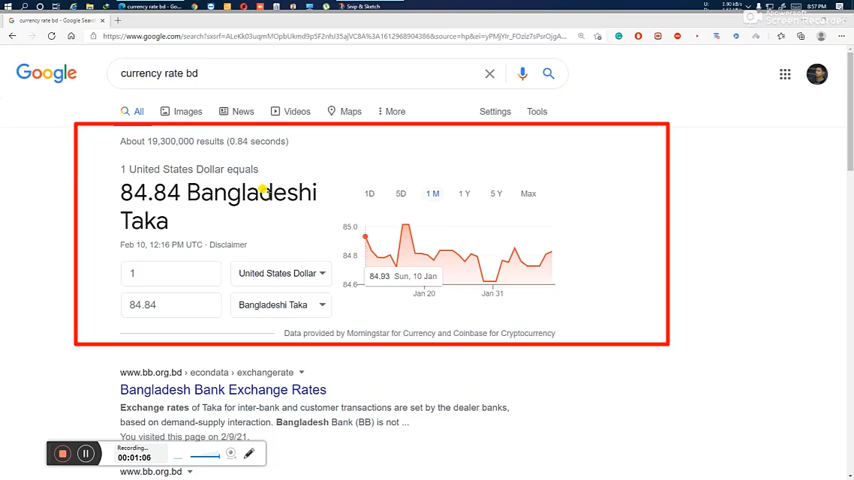 currency rate bd - Google Sear
Snip & Sketch
8:57 PM
currency rate bd - Google Search
Apowersoft
Screen Recorder
https://www.google.com/search?sxsrf=ALeKk03uqmMOpbUkhnd9p5F2nhl35ajVC8A%3A1612968904386&source=hp&ei=yPMjYIr_FOziz7sPsrOjgA...
Google
currency rate bd
All
Images
News
Videos
Maps
More
Settings
Tools
About 19,300,000 results (0.84 seconds)
1 United States Dollar equals
84.84 Bangladeshi
Taka
Feb 10, 12:16 PM UTC · Disclaimer
1 United States Dollar
84.84 Bangladeshi Taka
1D 5D 1M 1Y 5Y Max
85.0
84.8
84.6
84.93 Sun, 10 Jan
Jan 20 Jan 31
Data provided by Morningstar for Currency and Coinbase for Cryptocurrency
www.bb.org.bd › econdata › exchangerate
Bangladesh Bank Exchange Rates
Exchange rates of Taka for inter-bank and customer transactions are set by the dealer banks,
based on demand-supply interaction. Bangladesh Bank (BB) is not ...
You visited this page on 2/9/21.
Recording...
00:01:06
www.bb.org.bd